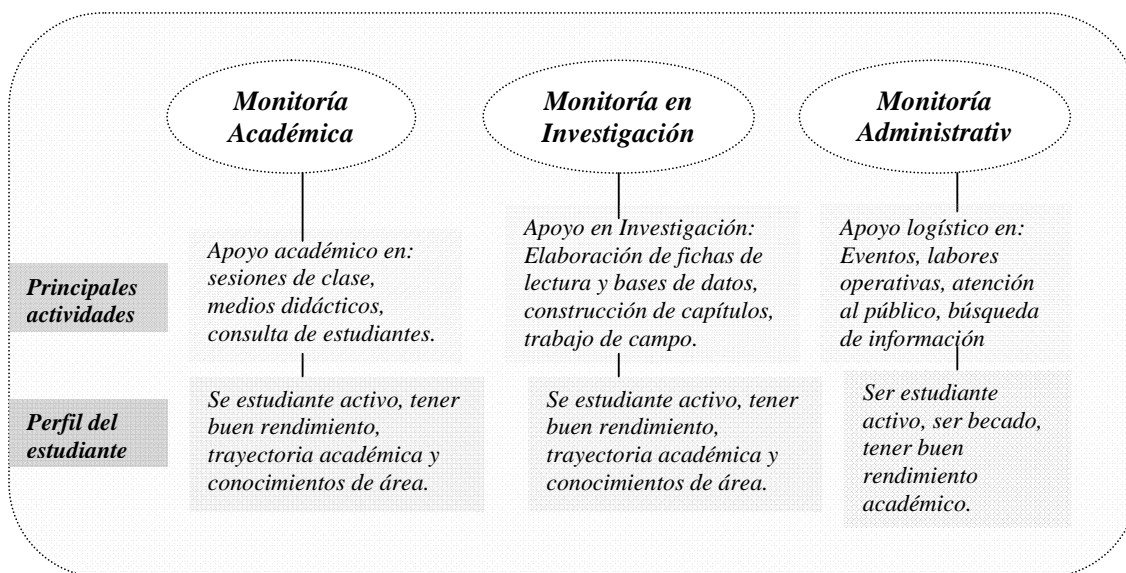 Monitoría
Académica
Monitoría en
Investigación
Monitoría
Administrativ
Principales
actividades
Apoyo académico en:
sesiones de clase,
medios didácticos,
consulta de estudiantes.
Apoyo en Investigación:
Elaboración de fichas de
lectura y bases de datos,
construcción de capítulos,
trabajo de campo.
Apoyo logístico en:
Eventos, labores
operativas, atención
al público, búsqueda
de información
Perfil del
estudiante
Se estudiante activo, tener
buen rendimiento,
trayectoria académica y
conocimientos de área.
Se estudiante activo, tener
buen rendimiento,
trayectoria académica y
conocimientos de área.
Ser estudiante
activo, ser becado,
tener buen
rendimiento
académico.